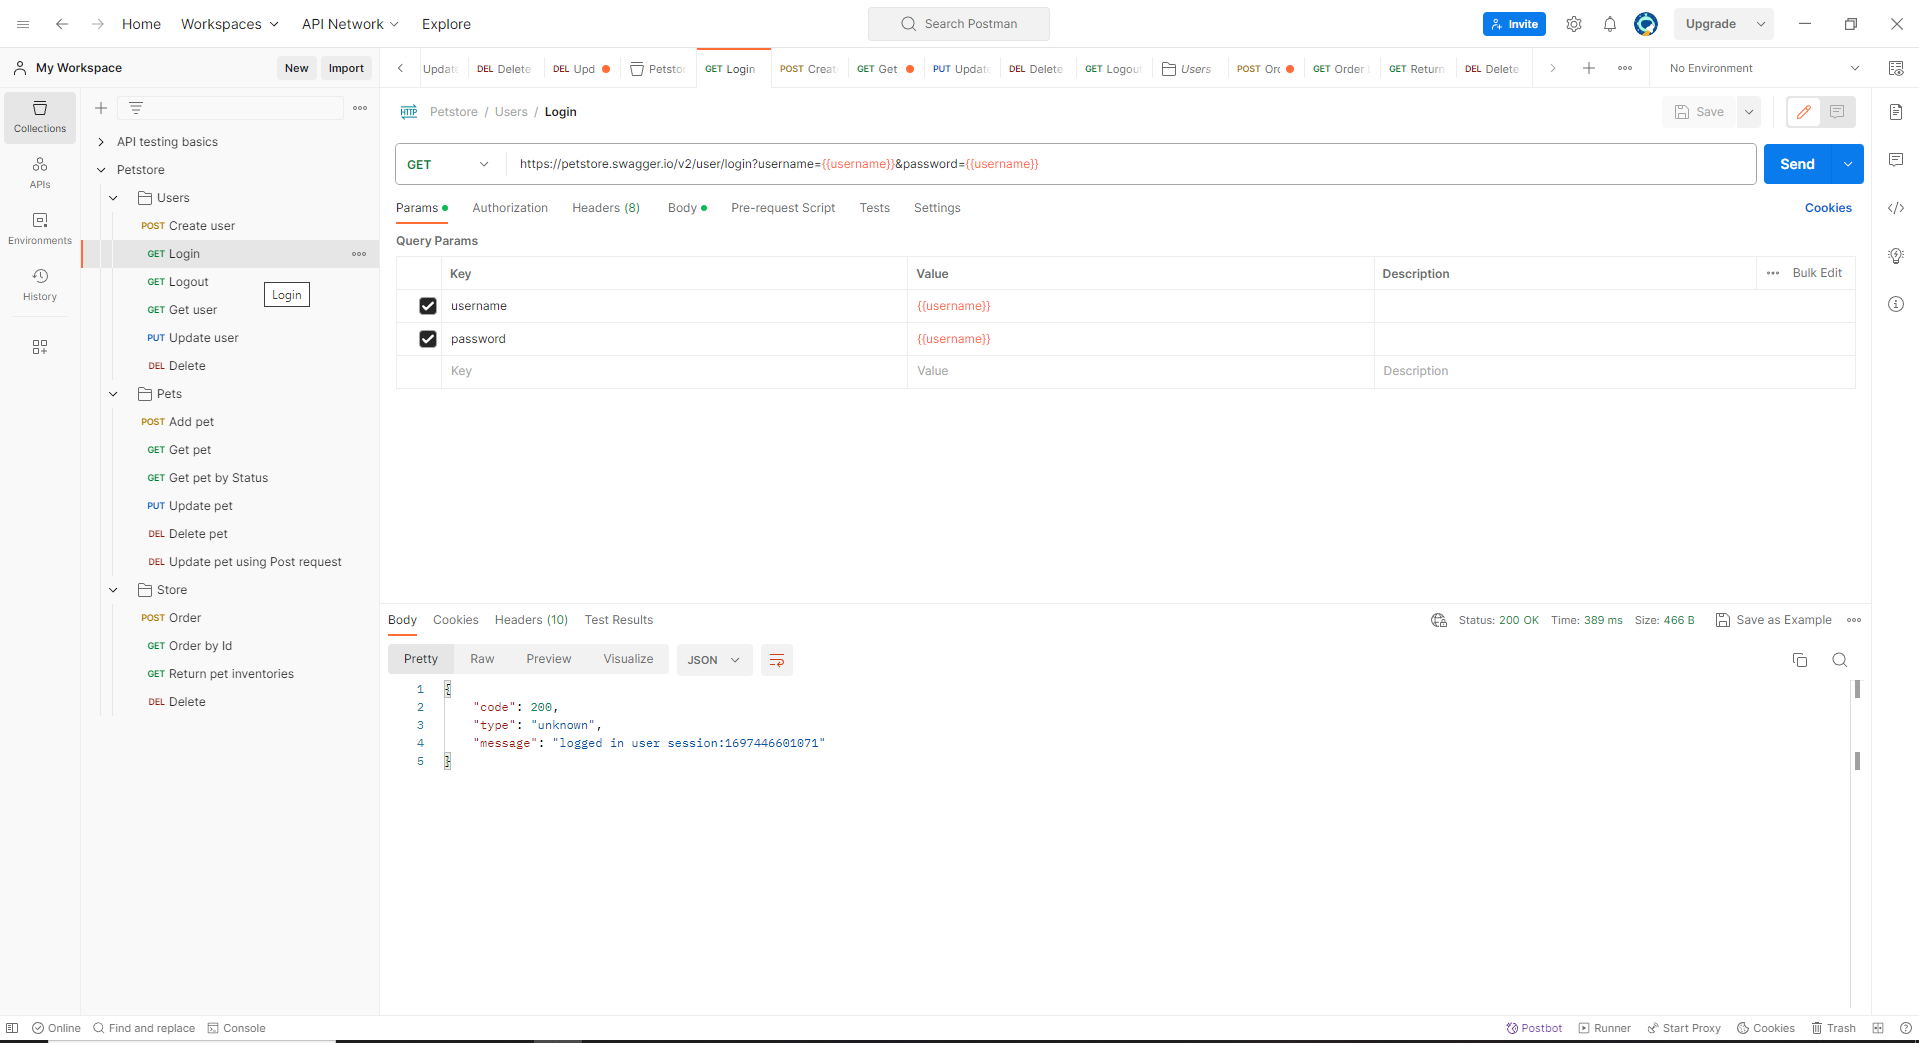 Home
Workspaces
API Network
Explore
Search Postman
Invite
Upgrade
My Workspace
New
Import
Update
DEL Delete
DEL Upd
Petstor
GET Login
POST Creat
GET Get
PUT Updat
DEL Delete
GET Logou
Users
POST Or
GET Order
GET Return
DEL Delete
No Environment
Collections
APIs
Environments
History
API testing basics
Petstore
Users
POST Create user
GET Login
GET Logout
GET Get user
PUT Update user
DEL Delete
Pets
POST Add pet
GET Get pet
GET Get pet by Status
PUT Update pet
DEL Delete pet
DEL Update pet using Post request
Store
POST Order
GET Order by Id
GET Return pet inventories
DEL Delete
Login
HTTP Petstore / Users / Login
Save
GET
https://petstore.swagger.io/v2/user/login?username={{username}}&password={{username}}
Send
Params
Authorization
Headers (8)
Body
Pre-request Script
Tests
Settings
Cookies
Query Params
Key Value Description
Bulk Edit
username {{username}}
password {{username}}
Key Value Description
Body
Cookies
Headers (10)
Test Results
Status: 200 OK
Time: 389 ms
Size: 466 B
Save as Example
Pretty
Raw
Preview
Visualize
JSON
1 {
2 "code": 200,
3 "type": "unknown",
4 "message": "logged in user session:1697446601071"
5 }
Online
Find and replace
Console
Postbot
Runner
Start Proxy
Cookies
Trash